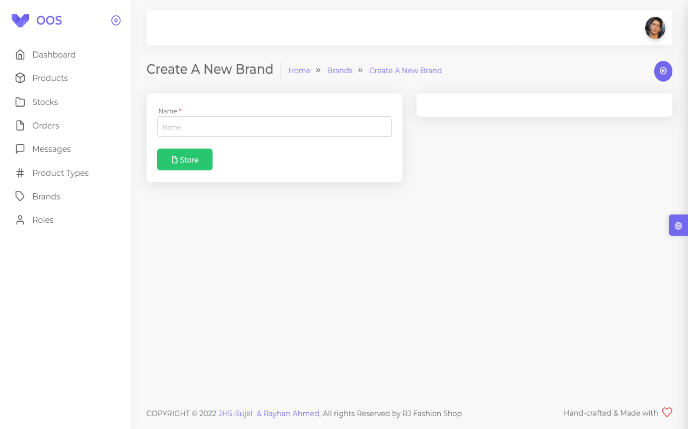 OOS
Dashboard
Products
Stocks
Orders
Messages
Product Types
Brands
Roles
Create A New Brand
Home » Brands » Create A New Brand
Name *
Name
Store
COPYRIGHT © 2022 JHS-Sujel & Rayhan Ahmed, All rights Reserved by RJ Fashion Shop
Hand-crafted & Made with